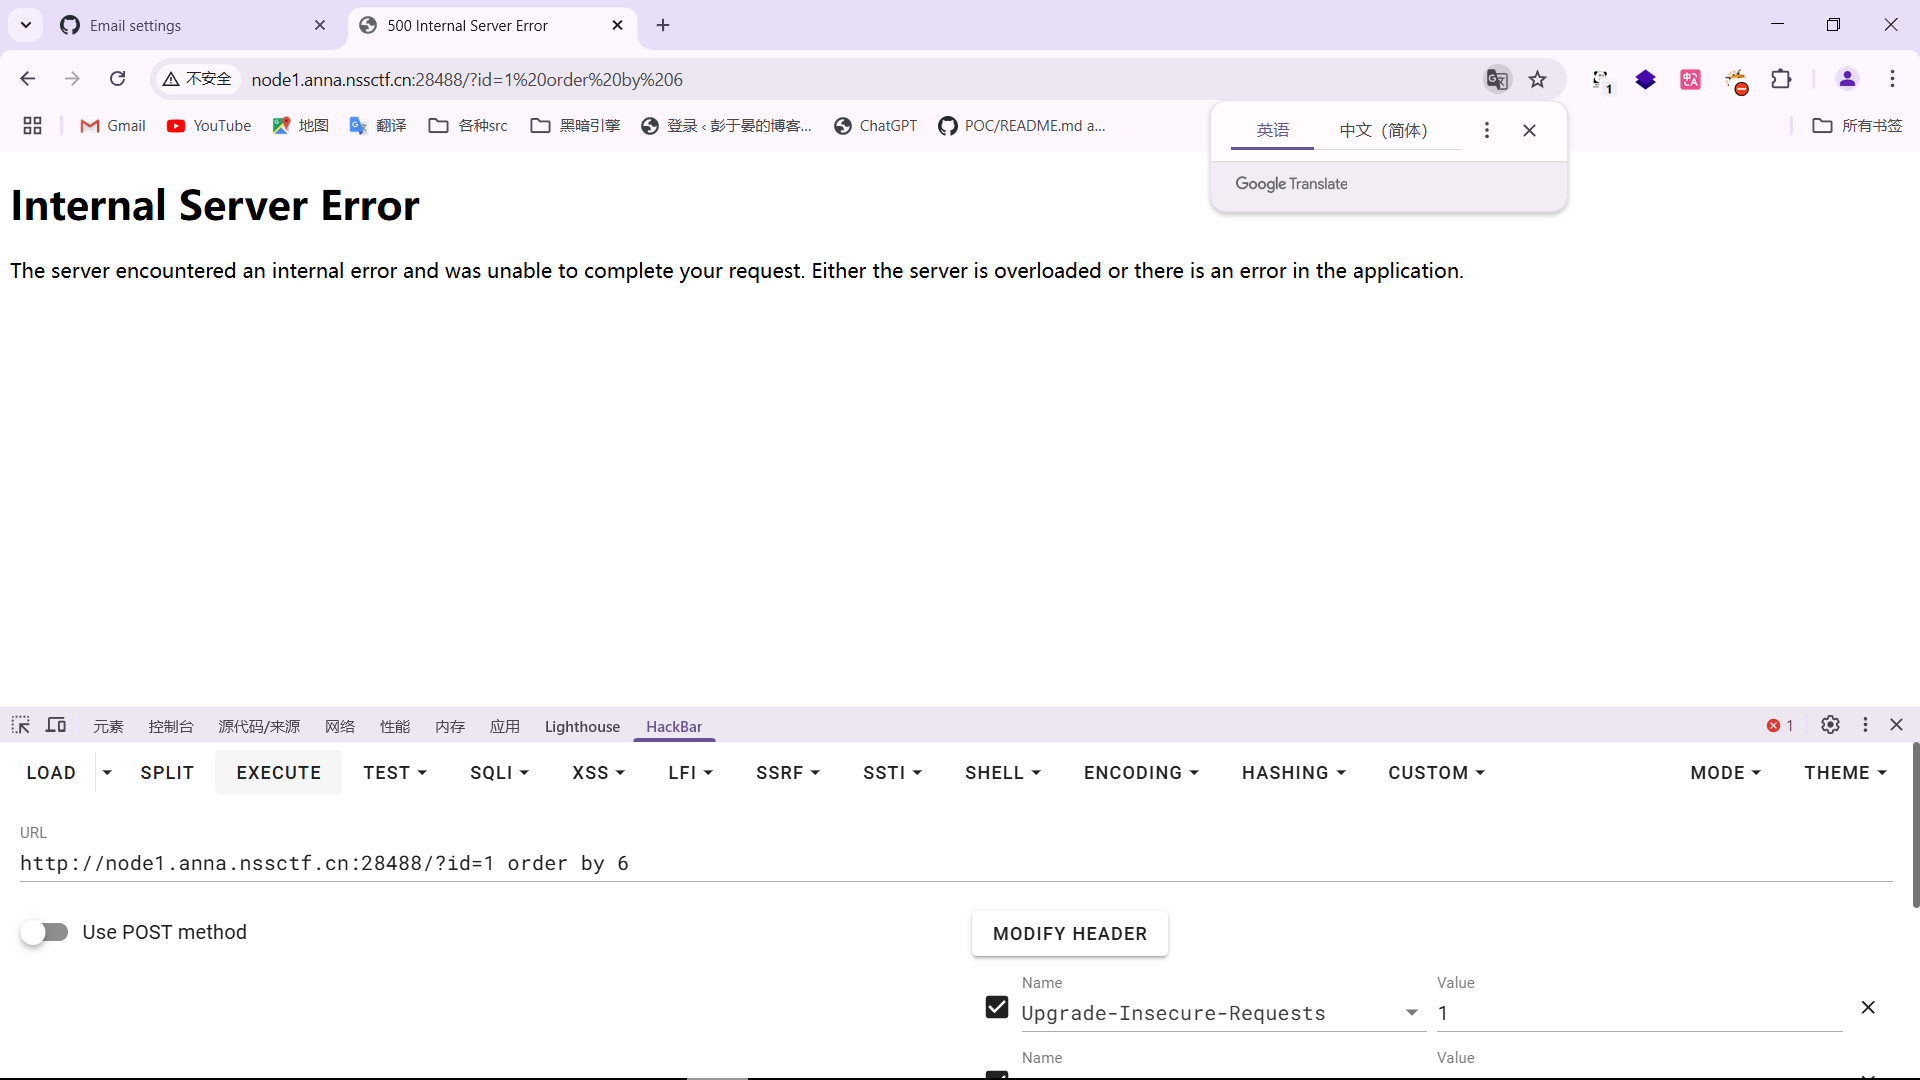 Email settings
500 Internal Server Error
不安全
node1.anna.nssctf.cn:28488/?id=1%20order%20by%206
1
Gmail
YouTube
地图
翻译
各种src
黑暗引擎
登录 ‹ 彭于晏的博客...
ChatGPT
POC/README.md a...
所有书签
英语
中文（简体）
Google Translate
Internal Server Error
The server encountered an internal error and was unable to complete your request. Either the server is overloaded or there is an error in the application.
元素
控制台
源代码/来源
网络
性能
内存
应用
Lighthouse
HackBar
1
LOAD
SPLIT
EXECUTE
TEST
SQLI
XSS
LFI
SSRF
SSTI
SHELL
ENCODING
HASHING
CUSTOM
MODE
THEME
URL
http://node1.anna.nssctf.cn:28488/?id=1 order by 6
Use POST method
MODIFY HEADER
Name
Value
Upgrade-Insecure-Requests
1
Name
Value